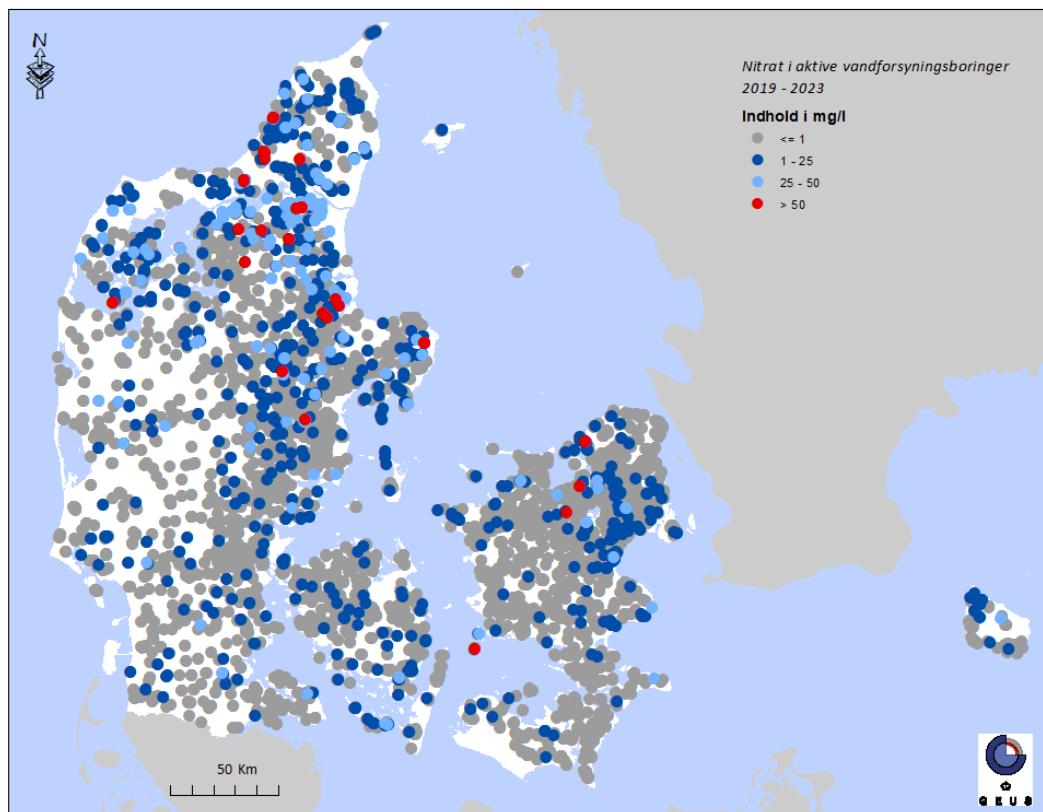 N
Nitrat i aktive vandforsyningsboringer
2019 - 2023
Indhold i mg/l
<= 1
1 - 25
25 - 50
> 50
50 Km
G E U S